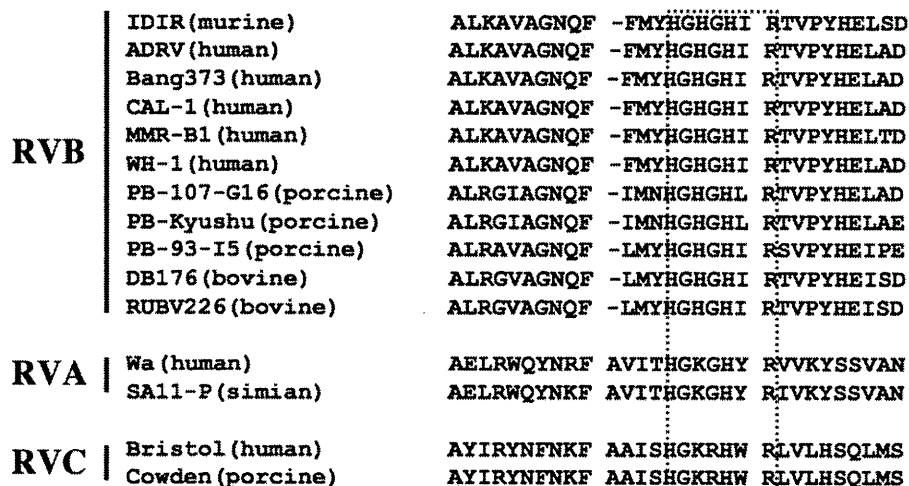 IDIR(murine) ALKAVAGNQF -FMYHGHGHI RTVPYHELSD
ADRV(human) ALKAVAGNQF -FMYHGHGHI RTVPYHELAD
Bang373(human) ALKAVAGNQF -FMYHGHGHI RTVPYHELAD
CAL-1(human) ALKAVAGNQF -FMYHGHGHI RTVPYHELAD
MMR-B1(human) ALKAVAGNQF -FMYHGHGHI RTVPYHELTD
RVB WH-1(human) ALKAVAGNQF -FMYHGHGHI RTVPYHELAD
PB-107-G16(porcine) ALRGIAGNQF -IMNHGHGHL RTVPYHELAD
PB-Kyushu(porcine) ALRGIAGNQF -IMNHGHGHL RTVPYHELAE
PB-93-I5(porcine) ALRAVAGNQF -LMYHGHGHI RSVPYHEIPE
DB176(bovine) ALRGVAGNQF -LMYHGHGHI RTVPYHEISD
RUBV226(bovine) ALRGVAGNQF -LMYHGHGHI RTVPYHEISD
RVA Wa(human) AELRWQYNRF AVITHGKGHY RVVKYSSVAN
SA11-P(simian) AELRWQYNKF AVITHGKGHY RIVKYSSVAN
RVC Bristol(human) AYIRYNFNKF AAISHGKRHW RLVLHSQLMS
Cowden(porcine) AYIRYNFNKF AAISHGKRHW RLVLHSQLMS